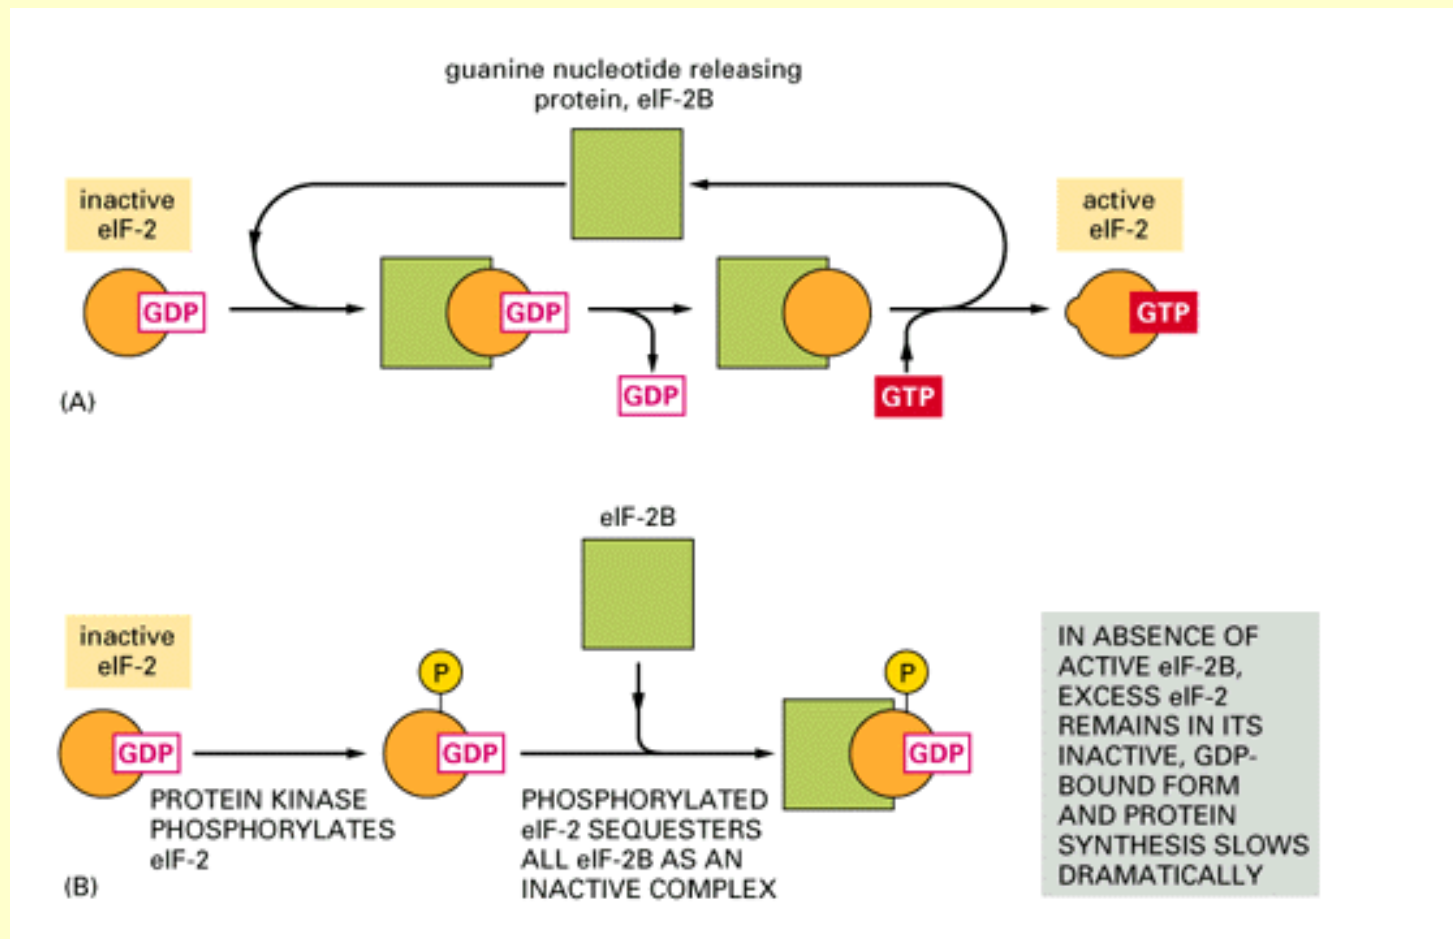 guanine nucleotide releasing
protein, eIF-2B
inactive
eIF-2
active
eIF-2
GDP
GDP
GTP
GDP
GTP
(A)
eIF-2B
inactive
eIF-2
P
P
GDP
GDP
GDP
PROTEIN KINASE
PHOSPHORYLATES
eIF-2
PHOSPHORYLATED
eIF-2 SEQUESTERS
ALL eIF-2B AS AN
INACTIVE COMPLEX
IN ABSENCE OF
ACTIVE eIF-2B,
EXCESS eIF-2
REMAINS IN ITS
INACTIVE, GDP-
BOUND FORM
AND PROTEIN
SYNTHESIS SLOWS
DRAMATICALLY
(B)